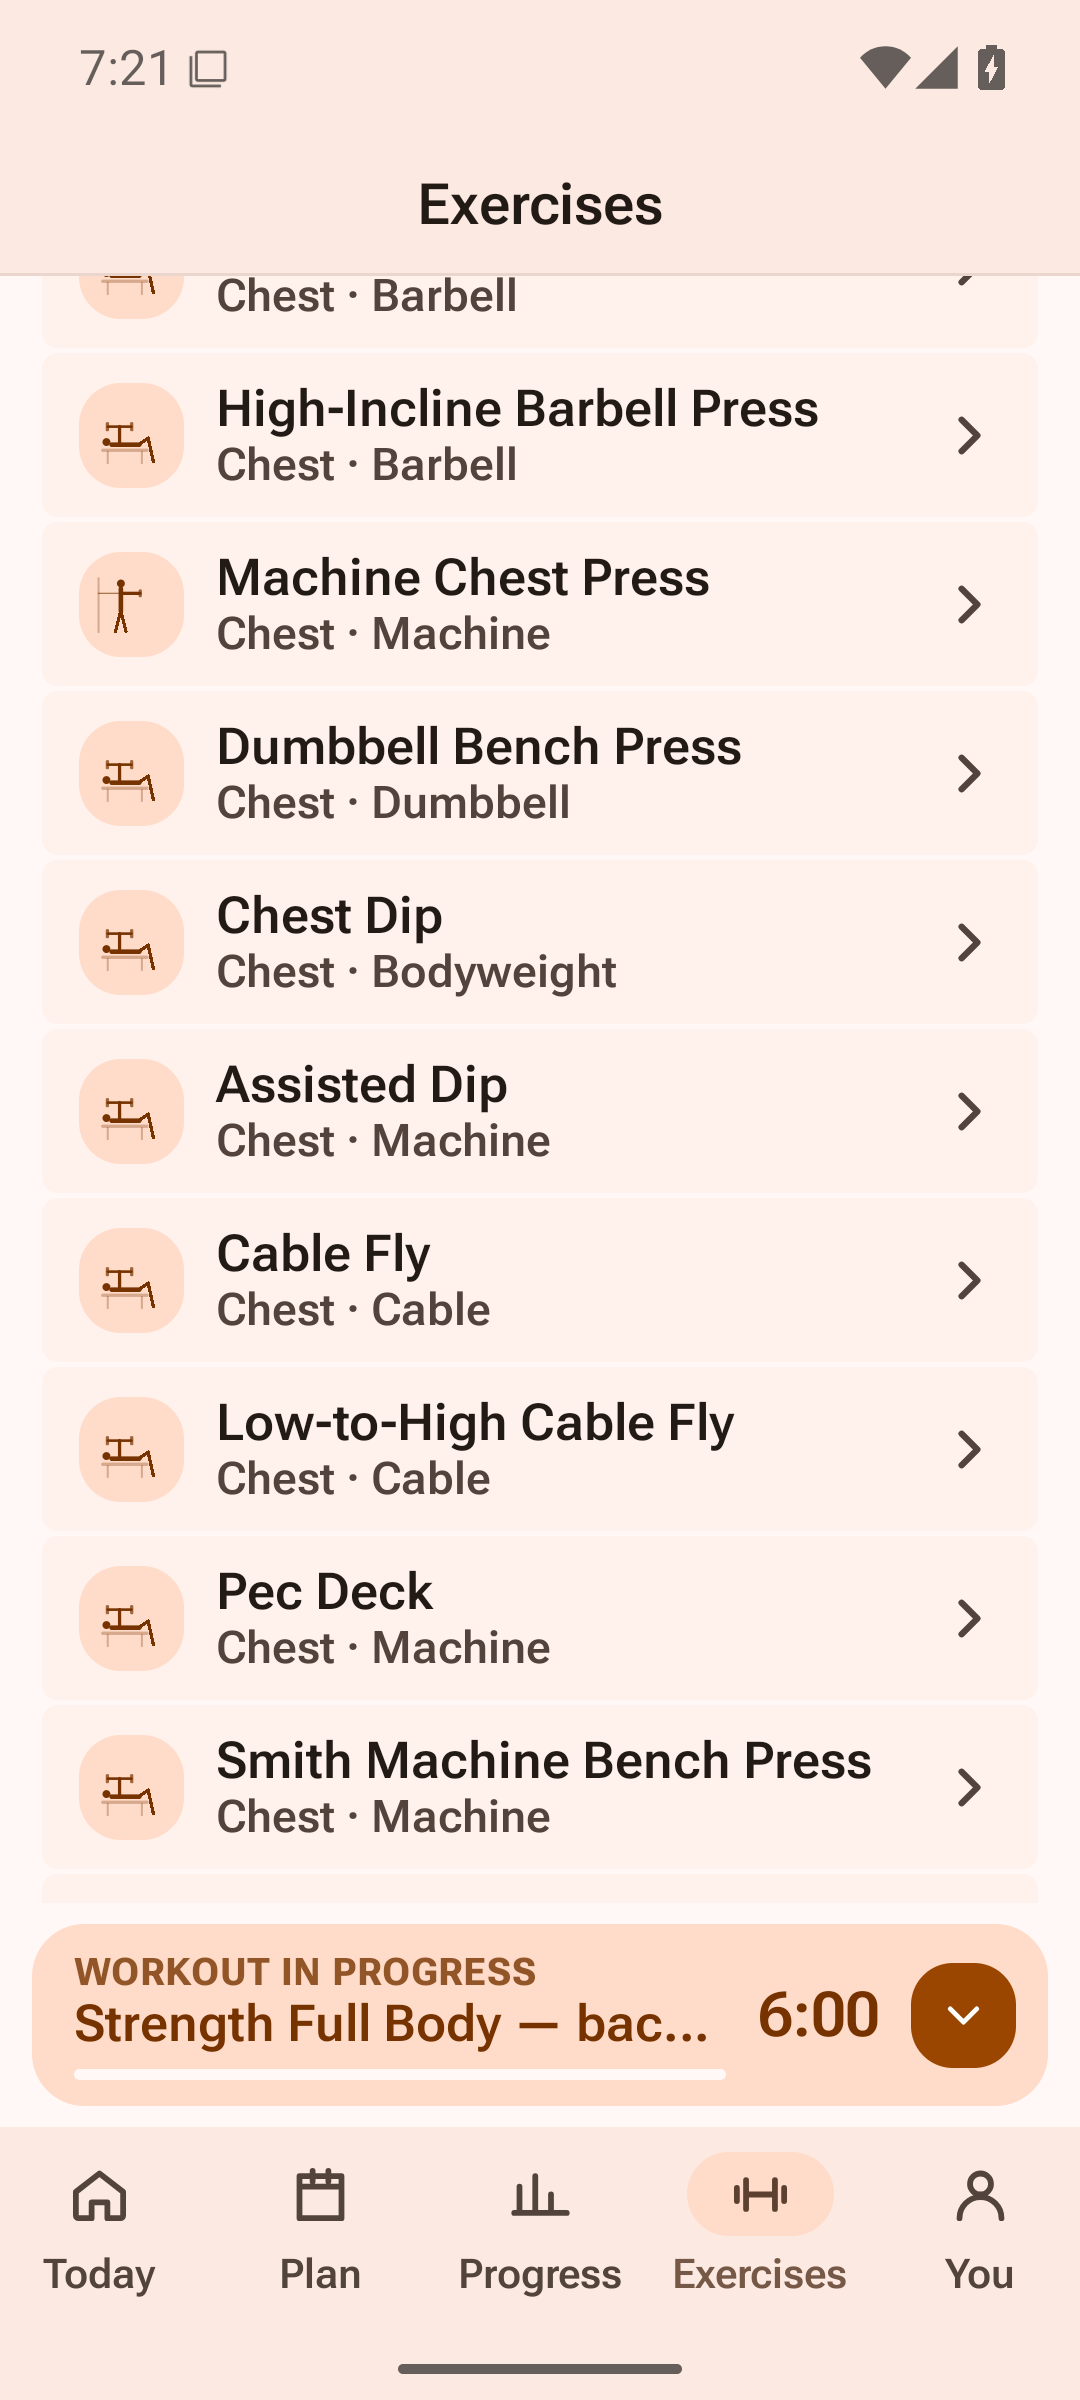 7:21
Exercises
Chest · Barbell
High-Incline Barbell Press
Chest · Barbell
Machine Chest Press
Chest · Machine
Dumbbell Bench Press
Chest · Dumbbell
Chest Dip
Chest · Bodyweight
Assisted Dip
Chest · Machine
Cable Fly
Chest · Cable
Low-to-High Cable Fly
Chest · Cable
Pec Deck
Chest · Machine
Smith Machine Bench Press
Chest · Machine
WORKOUT IN PROGRESS
Strength Full Body — bac...
6:00
Today
Plan
Progress
Exercises
You